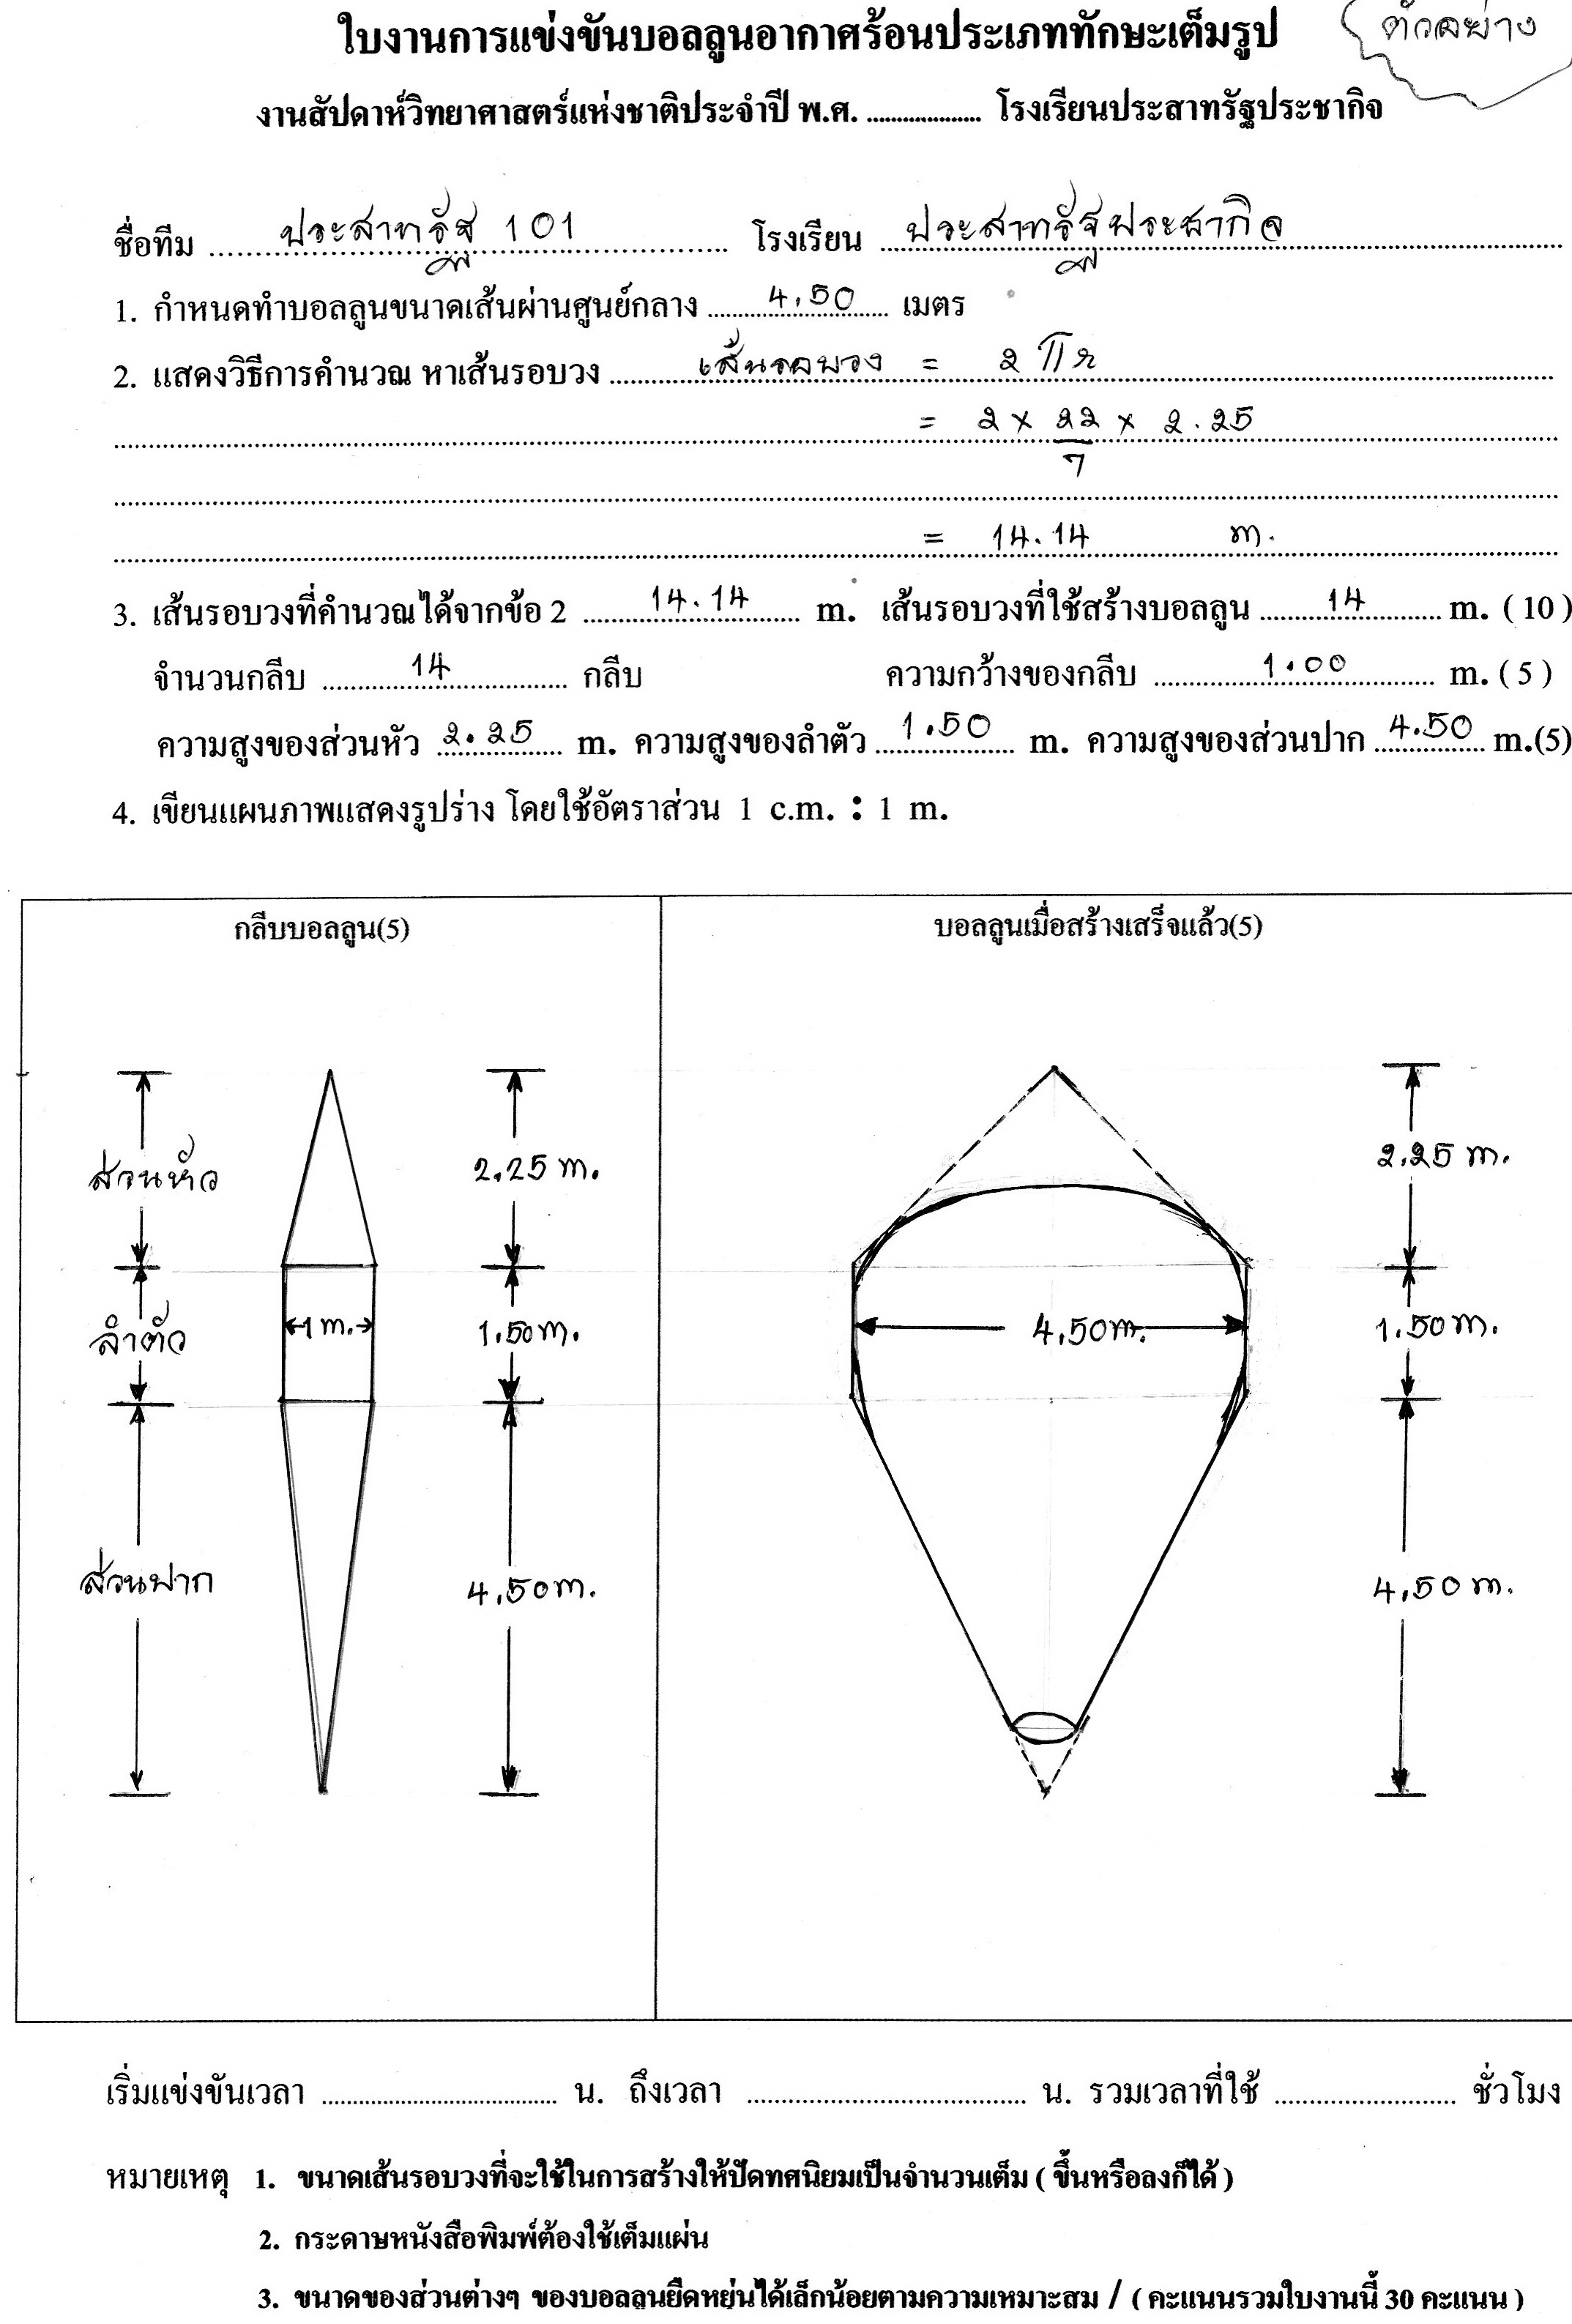 ตัวอย่าง
ใบงานการแข่งขันบอลลูนอากาศร้อนประเภททักษะเต็มรูป
งานสัปดาห์วิทยาศาสตร์แห่งชาติประจำปี พ.ศ. .................... โรงเรียนประสาทรัฐประชากิจ
ชื่อทีม ประสาทรัฐ 101 โรงเรียน ประสาทรัฐประชากิจ
1. กำหนดทำบอลลูนขนาดเส้นผ่านศูนย์กลาง 4.50 เมตร
2. แสดงวิธีการคำนวณ หาเส้นรอบวง เส้นรอบวง = 2 π r
= 2 x 22 x 2.25
7
= 14.14 m.
3. เส้นรอบวงที่คำนวณได้จากข้อ 2 14.14 m. เส้นรอบวงที่ใช้สร้างบอลลูน 14 m. ( 10 )
จำนวนกลีบ 14 กลีบ ความกว้างของกลีบ 1.00 m. ( 5 )
ความสูงของส่วนหัว 2.25 m. ความสูงของลำตัว 1.50 m. ความสูงของส่วนปาก 4.50 m.(5)
4. เขียนแผนภาพแสดงรูปร่าง โดยใช้อัตราส่วน 1 c.m. : 1 m.
กลีบบอลลูน(5) บอลลูนเมื่อสร้างเสร็จแล้ว(5)
ส่วนหัว 2.25 m. 2.25 m.
ลำตัว 1 m. 1.50 m. 4.50 m. 1.50 m.
ส่วนปาก 4.50 m. 4.50 m.
เริ่มแข่งขันเวลา .................... น. ถึงเวลา .................... น. รวมเวลาที่ใช้ .................... ชั่วโมง
หมายเหตุ 1. ขนาดเส้นรอบวงที่จะใช้ในการสร้างให้ปัดทศนิยมเป็นจำนวนเต็ม ( ขึ้นหรือลงก็ได้ )
2. กระดาษหนังสือพิมพ์ต้องใช้เต็มแผ่น
3. ขนาดของส่วนต่างๆ ของบอลลูนยืดหยุ่นได้เล็กน้อยตามความเหมาะสม / ( คะแนนรวมใบงานนี้ 30 คะแนน )